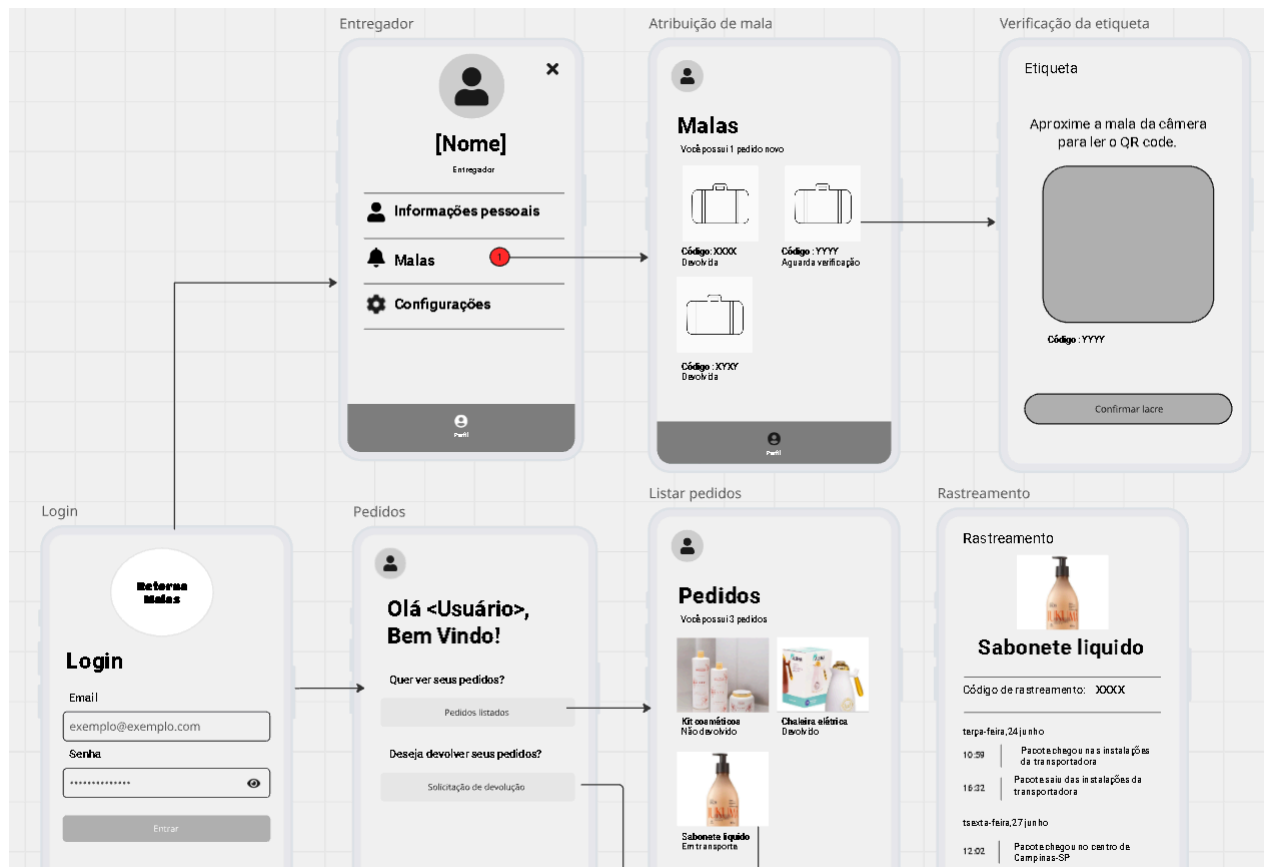 Entregador
[Nome]
Entregador
Informações pessoais
Malas
1
Configurações
Perfil
Atribuição de mala
Malas
Você possui 1 pedido novo
Código: XXXX
Devolvida
Código : YYYY
Aguarda verificação
Código : XYXY
Devolvida
Perfil
Verificação da etiqueta
Etiqueta
Aproxime a mala da câmera
para ler o QR code.
Código : YYYY
Confirmar lacre
Login
Retorna
Malas
Login
Email
exemplo@exemplo.com
Senha
Entrar
Pedidos
Olá <Usuário>,
Bem Vindo!
Quer ver seus pedidos?
Pedidos listados
Deseja devolver seus pedidos?
Solicitação de devolução
Listar pedidos
Pedidos
Você possui 3 pedidos
Kit cosméticos
Não devolvido
Chaleira elétrica
Devolvido
Sabonete líquido
Em transporte
Rastreamento
Rastreamento
Sabonete liquido
Código de rastreamento: XXXX
terça-feira,24 junho
10:59
Pacote chegou nas instalações
da transportadora
16:32
Pacote saiu das instalações da
transportadora
tsexta-feira,27 junho
12:02
Pacote chegou no centro de
Campinas-SP